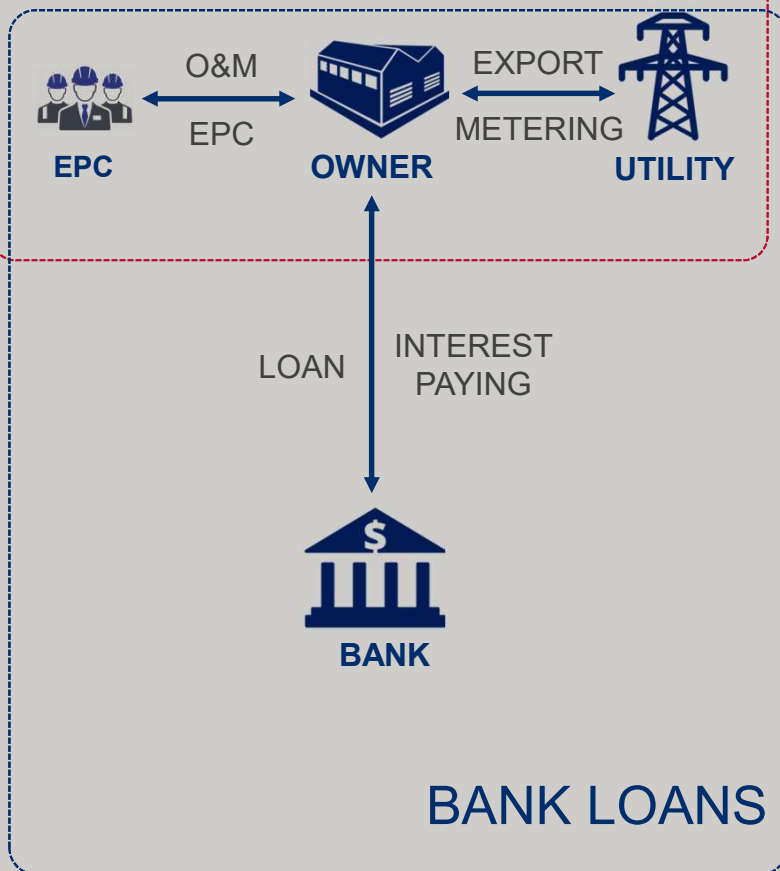 O&M
EPC
EXPORT
METERING
EPC
OWNER
UTILITY
LOAN
INTEREST
PAYING
$
BANK
BANK LOANS